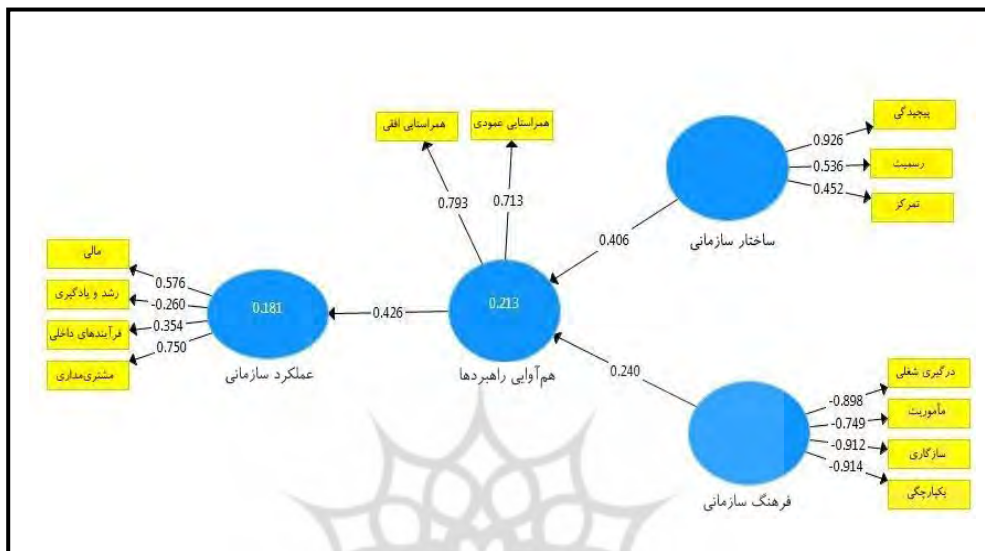 همراستایی افقی
همراستایی عمودی
0.793
0.713
پیچیدگی
رسمیت
تمرکز
0.926
0.536
0.452
ساختار سازمانی
0.406
مالی
رشد و یادگیری
فرآیندهای داخلی
مشتری‌مداری
0.576
-0.260
0.354
0.750
0.181
عملکرد سازمانی
0.426
0.213
هم‌آوایی راهبردها
0.240
درگیری شغلی
مأموریت
سازگاری
یکپارچگی
-0.898
-0.749
-0.912
-0.914
فرهنگ سازمانی